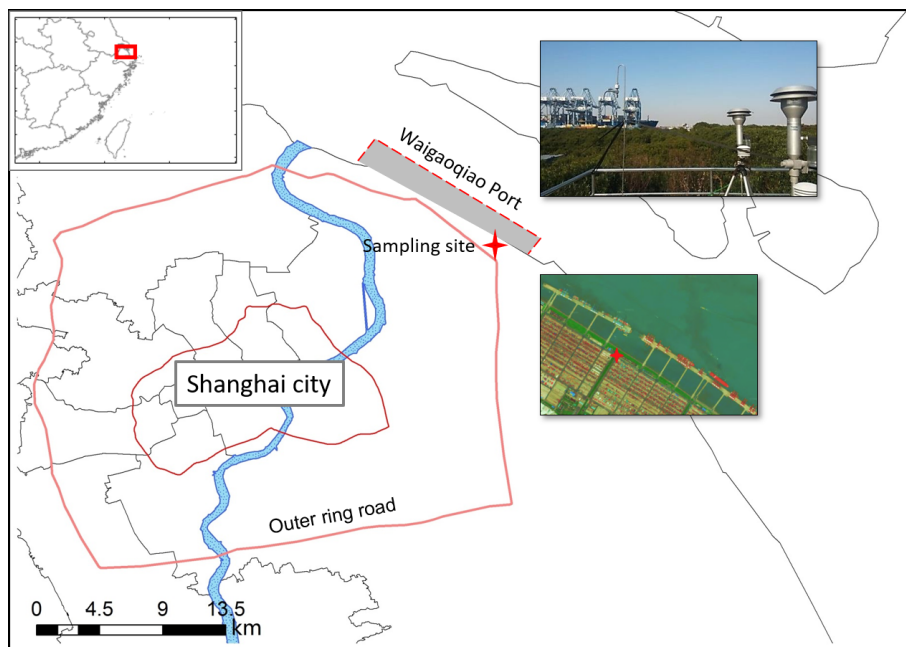 Waigaoqiao Port
Sampling site
Shanghai city
Outer ring road
0 4.5 9 13.5
km